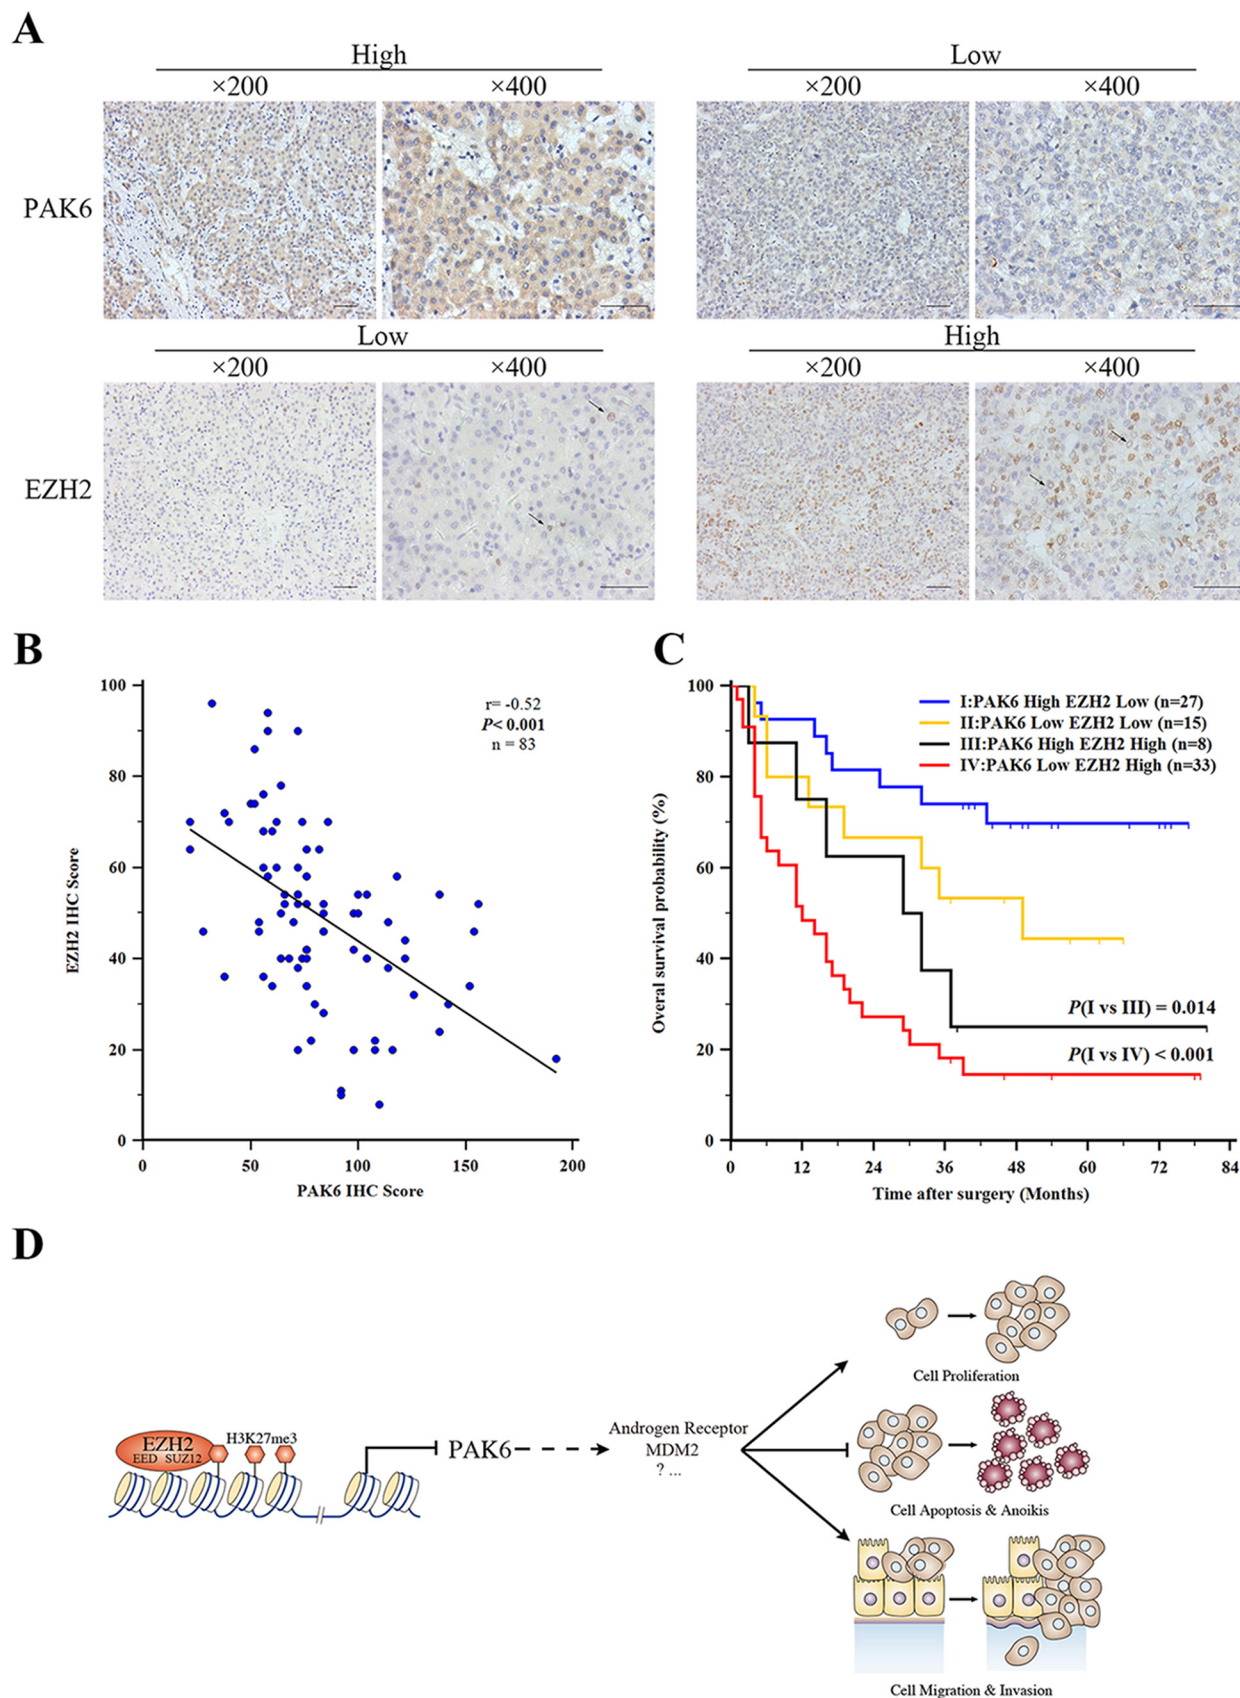 A
High
Low
×200
×400
×200
×400
PAK6
Low
High
×200
×400
×200
×400
EZH2
B
100
80
60
40
20
0
0
50
100
150
200
EZH2 IHC Score
PAK6 IHC Score
r= -0.52
P< 0.001
n = 83
C
100
80
60
40
20
0
0
12
24
36
48
60
72
84
Overal survival probability (%)
Time after surgery (Months)
I:PAK6 High EZH2 Low (n=27)
II:PAK6 Low EZH2 Low (n=15)
III:PAK6 High EZH2 High (n=8)
IV:PAK6 Low EZH2 High (n=33)
P(I vs III) = 0.014
P(I vs IV) < 0.001
D
EZH2
EED SUZ12
H3K27me3
PAK6
Androgen Receptor
MDM2
? ...
Cell Proliferation
Cell Apoptosis & Anoikis
Cell Migration & Invasion